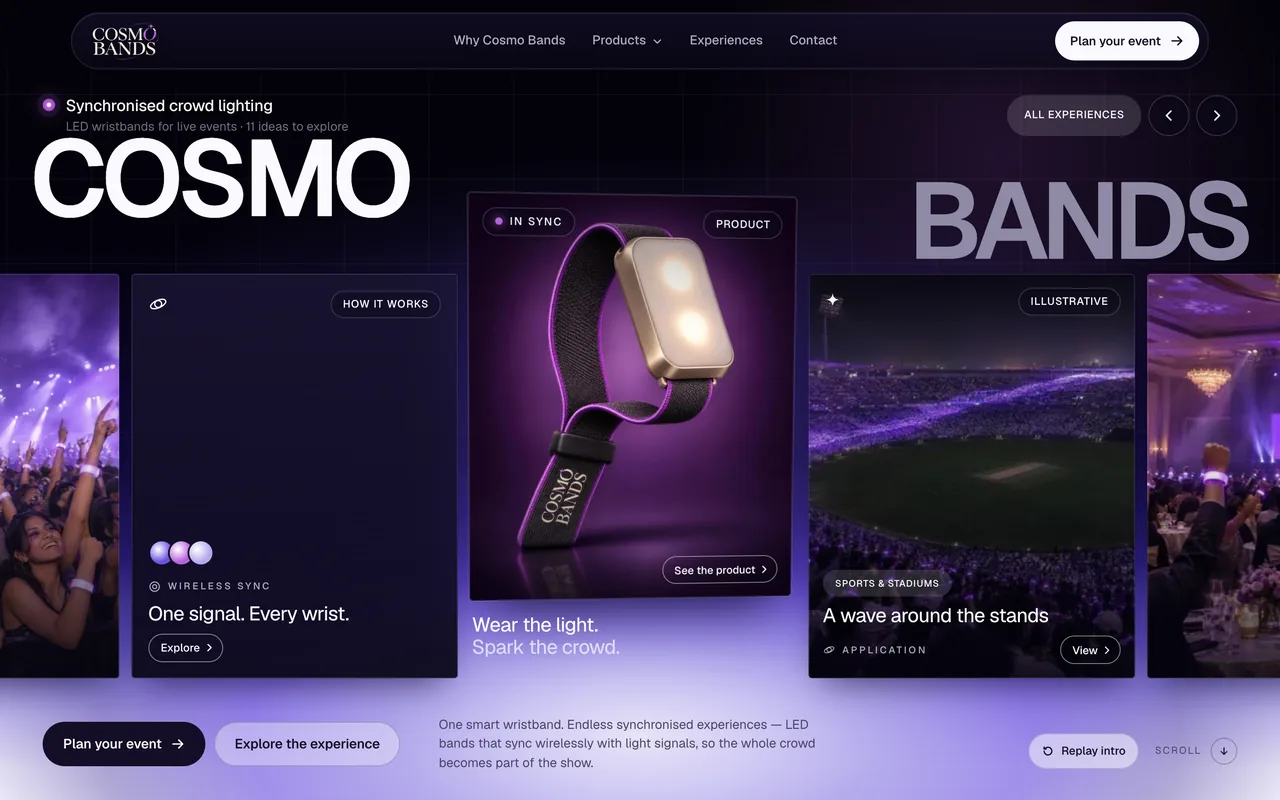 COSMO
BANDS
Why Cosmo Bands
Products
Experiences
Contact
Plan your event
Synchronised crowd lighting
LED wristbands for live events · 11 ideas to explore
ALL EXPERIENCES
COSMO
BANDS
HOW IT WORKS
WIRELESS SYNC
One signal. Every wrist.
Explore
IN SYNC
PRODUCT
COSMO
BANDS
See the product
Wear the light.
Spark the crowd.
ILLUSTRATIVE
SPORTS & STADIUMS
A wave around the stands
APPLICATION
View
Plan your event
Explore the experience
One smart wristband. Endless synchronised experiences — LED
bands that sync wirelessly with light signals, so the whole crowd
becomes part of the show.
Replay intro
SCROLL